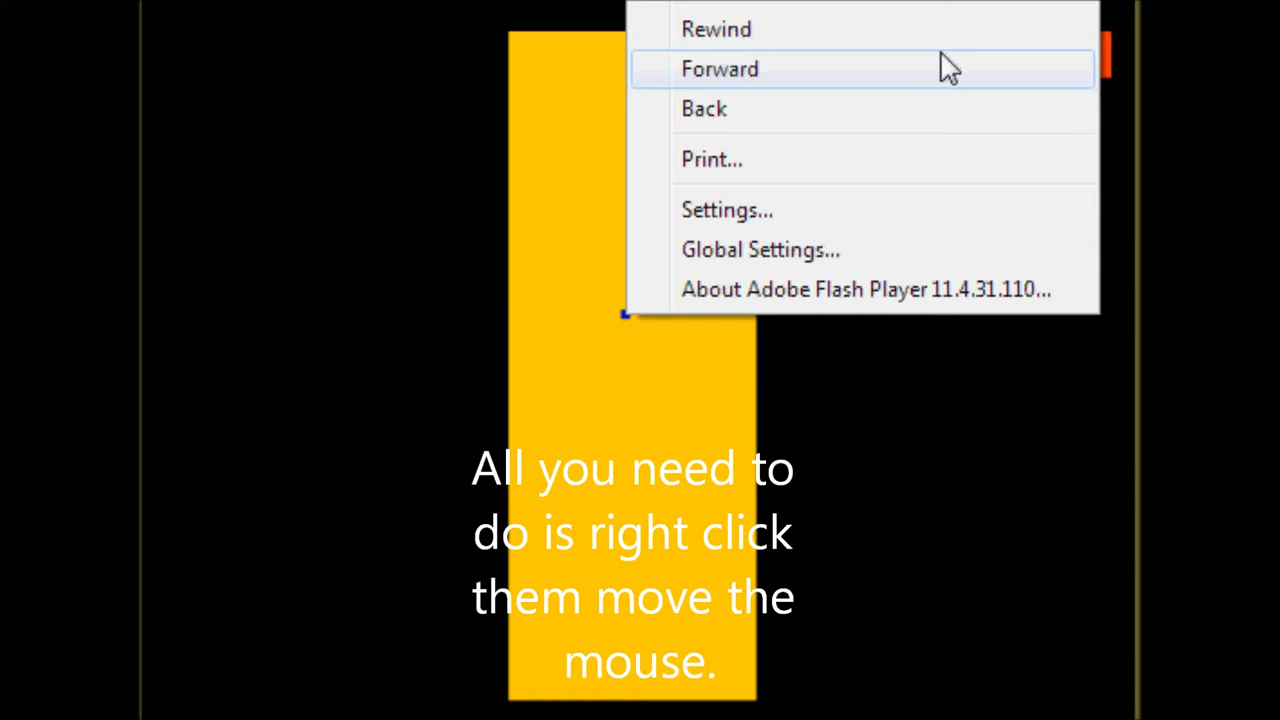 Rewind
Forward
Back
Print...
Settings...
Global Settings...
About Adobe Flash Player 11.4.31.110...
All you need to
do is right click
them move the
mouse.